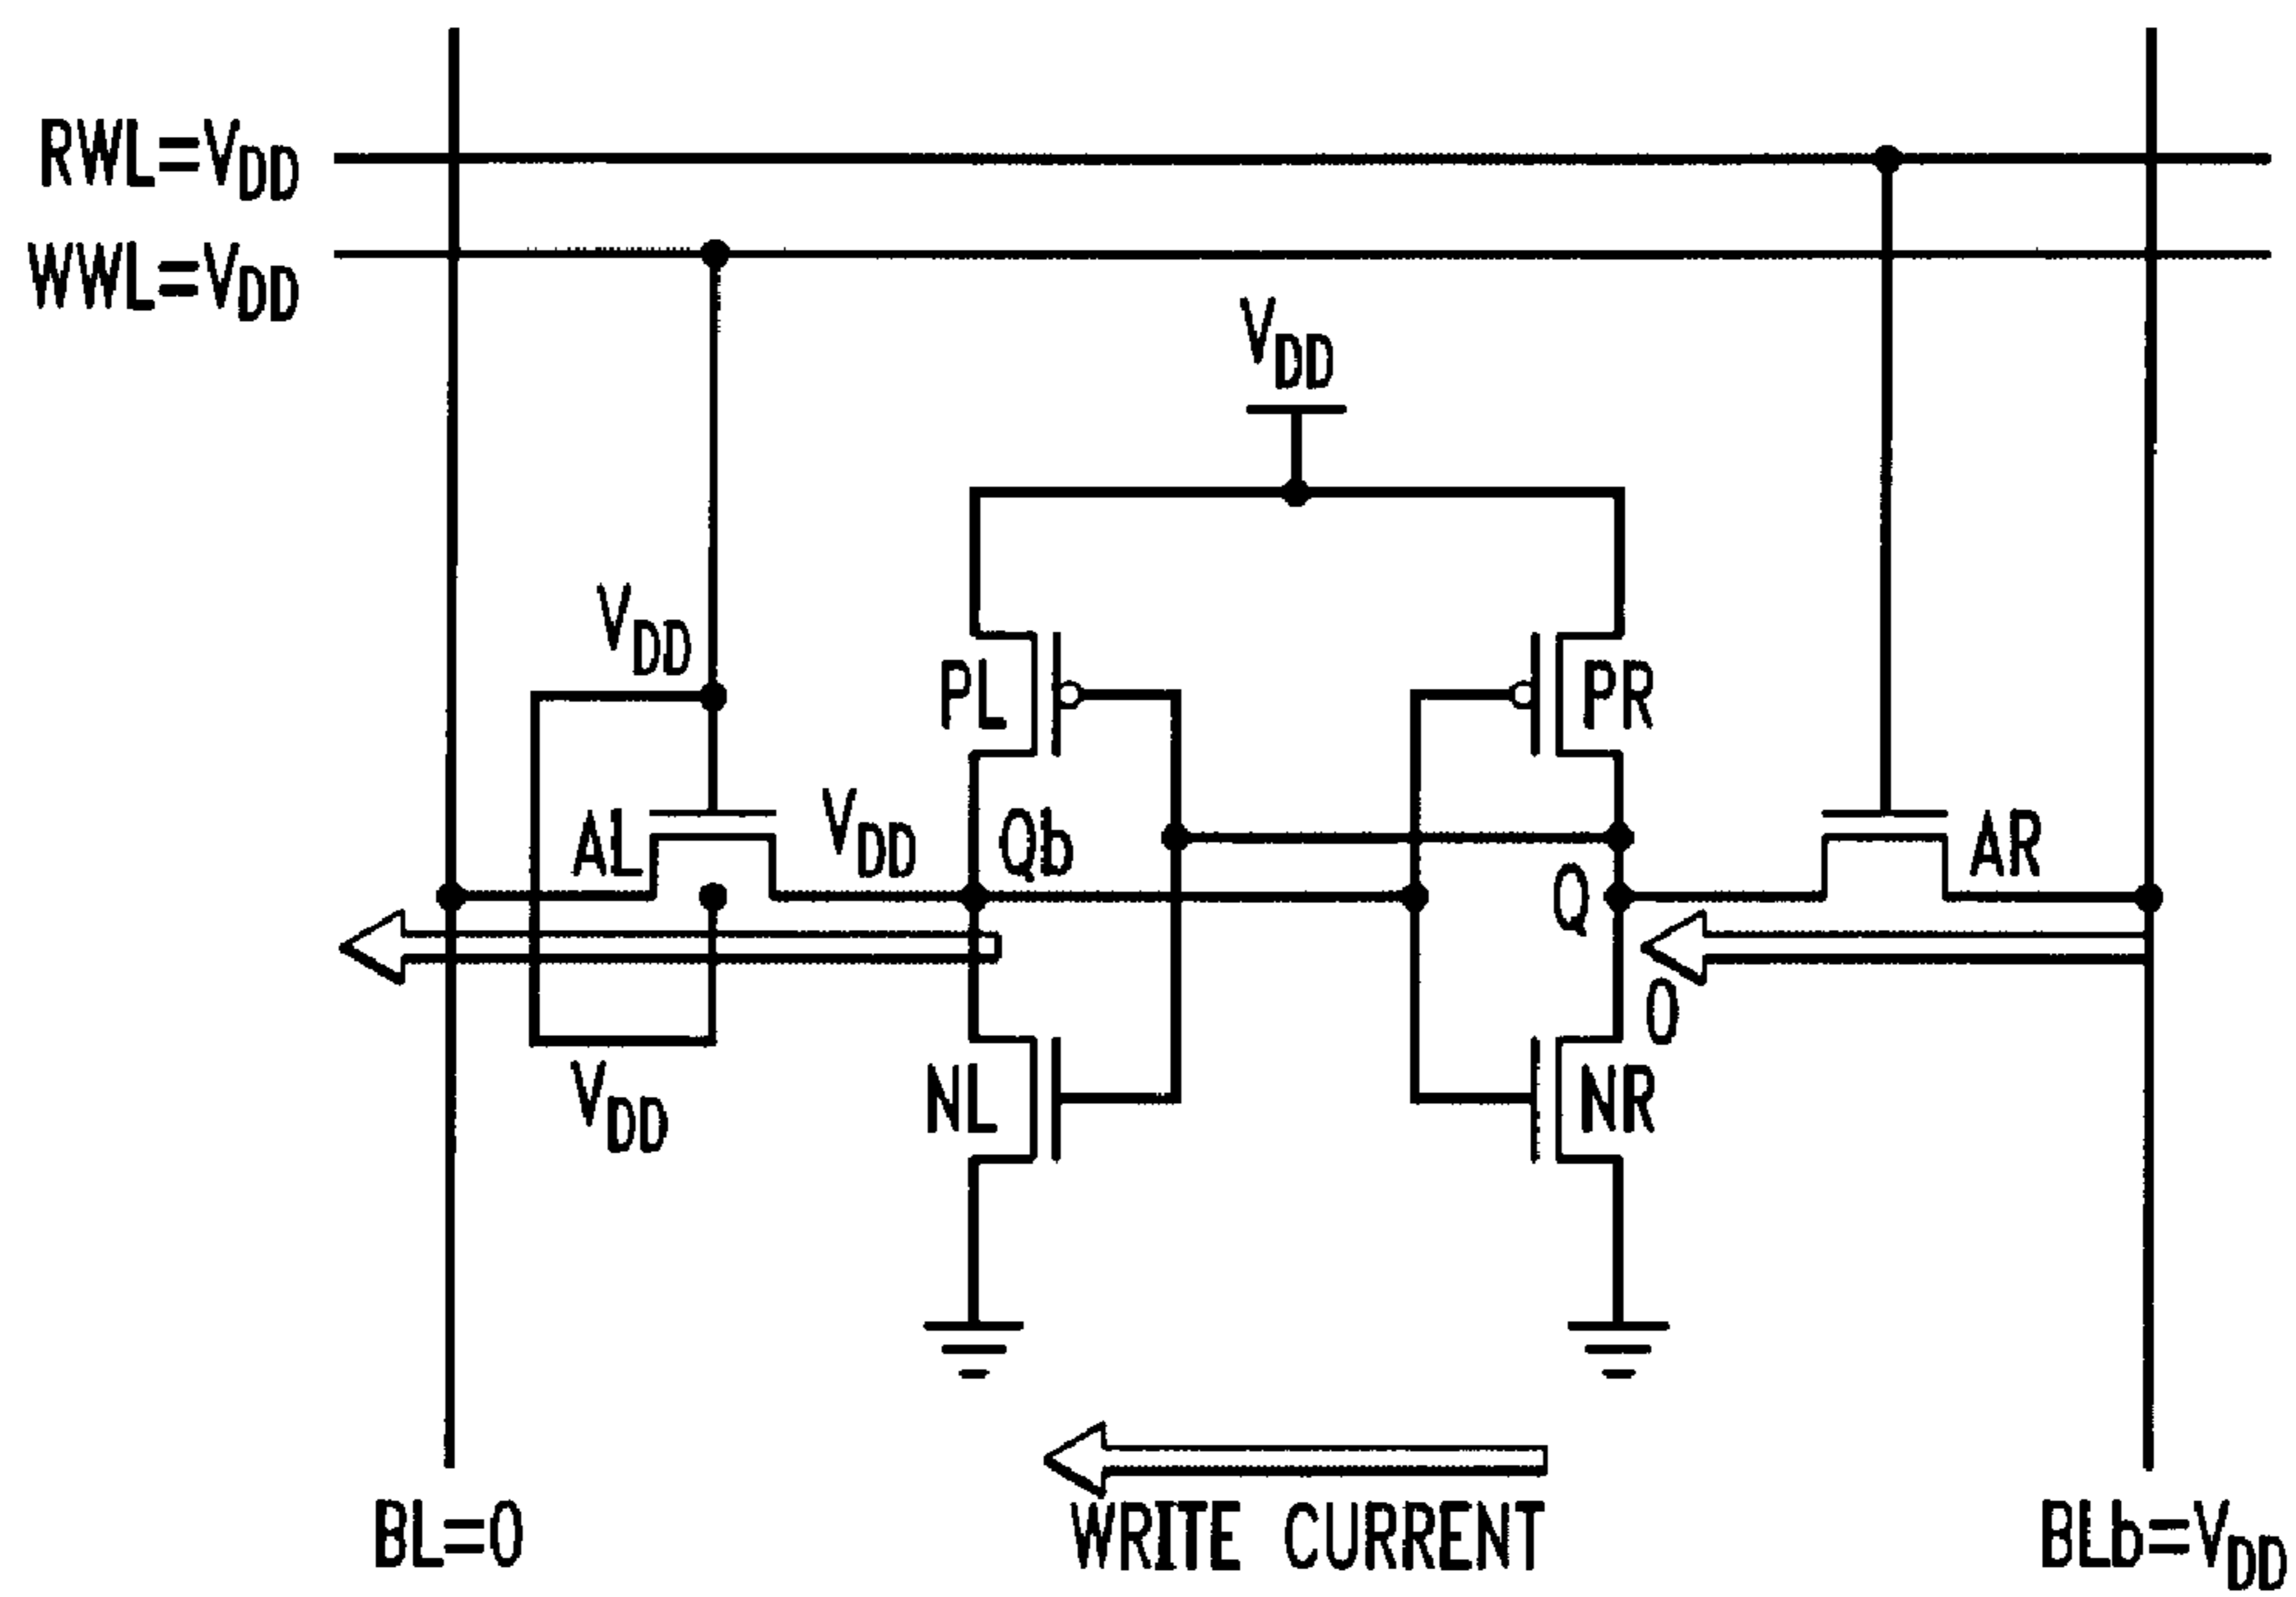 RWL=VDD
WWL=VDD
VDD
VDD
PL
PR
AL
VDD
Qb
AR
Q
O
VDD
NL
NR
BL=0
WRITE CURRENT
BLb=VDD